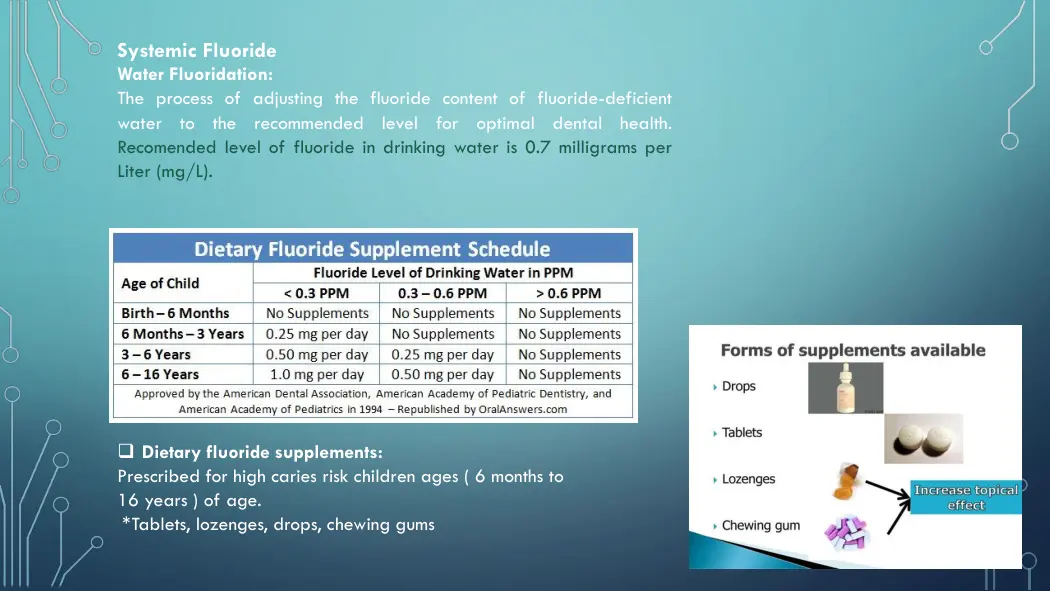 Systemic Fluoride
Water Fluoridation:
The process of adjusting the fluoride content of fluoride-deficient
water to the recommended level for optimal dental health.
Recomended level of fluoride in drinking water is 0.7 milligrams per
Liter (mg/L).
Dietary Fluoride Supplement Schedule
Age of Child
Fluoride Level of Drinking Water in PPM
< 0.3 PPM 0.3 – 0.6 PPM > 0.6 PPM
Birth – 6 Months No Supplements No Supplements No Supplements
6 Months – 3 Years 0.25 mg per day No Supplements No Supplements
3 – 6 Years 0.50 mg per day 0.25 mg per day No Supplements
6 – 16 Years 1.0 mg per day 0.50 mg per day No Supplements
Approved by the American Dental Association, American Academy of Pediatric Dentistry, and
American Academy of Pediatrics in 1994 – Republished by OralAnswers.com
❑ Dietary fluoride supplements:
Prescribed for high caries risk children ages ( 6 months to
16 years ) of age.
*Tablets, lozenges, drops, chewing gums
Forms of supplements available
Drops
Tablets
Lozenges
Increase topical
effect
Chewing gum